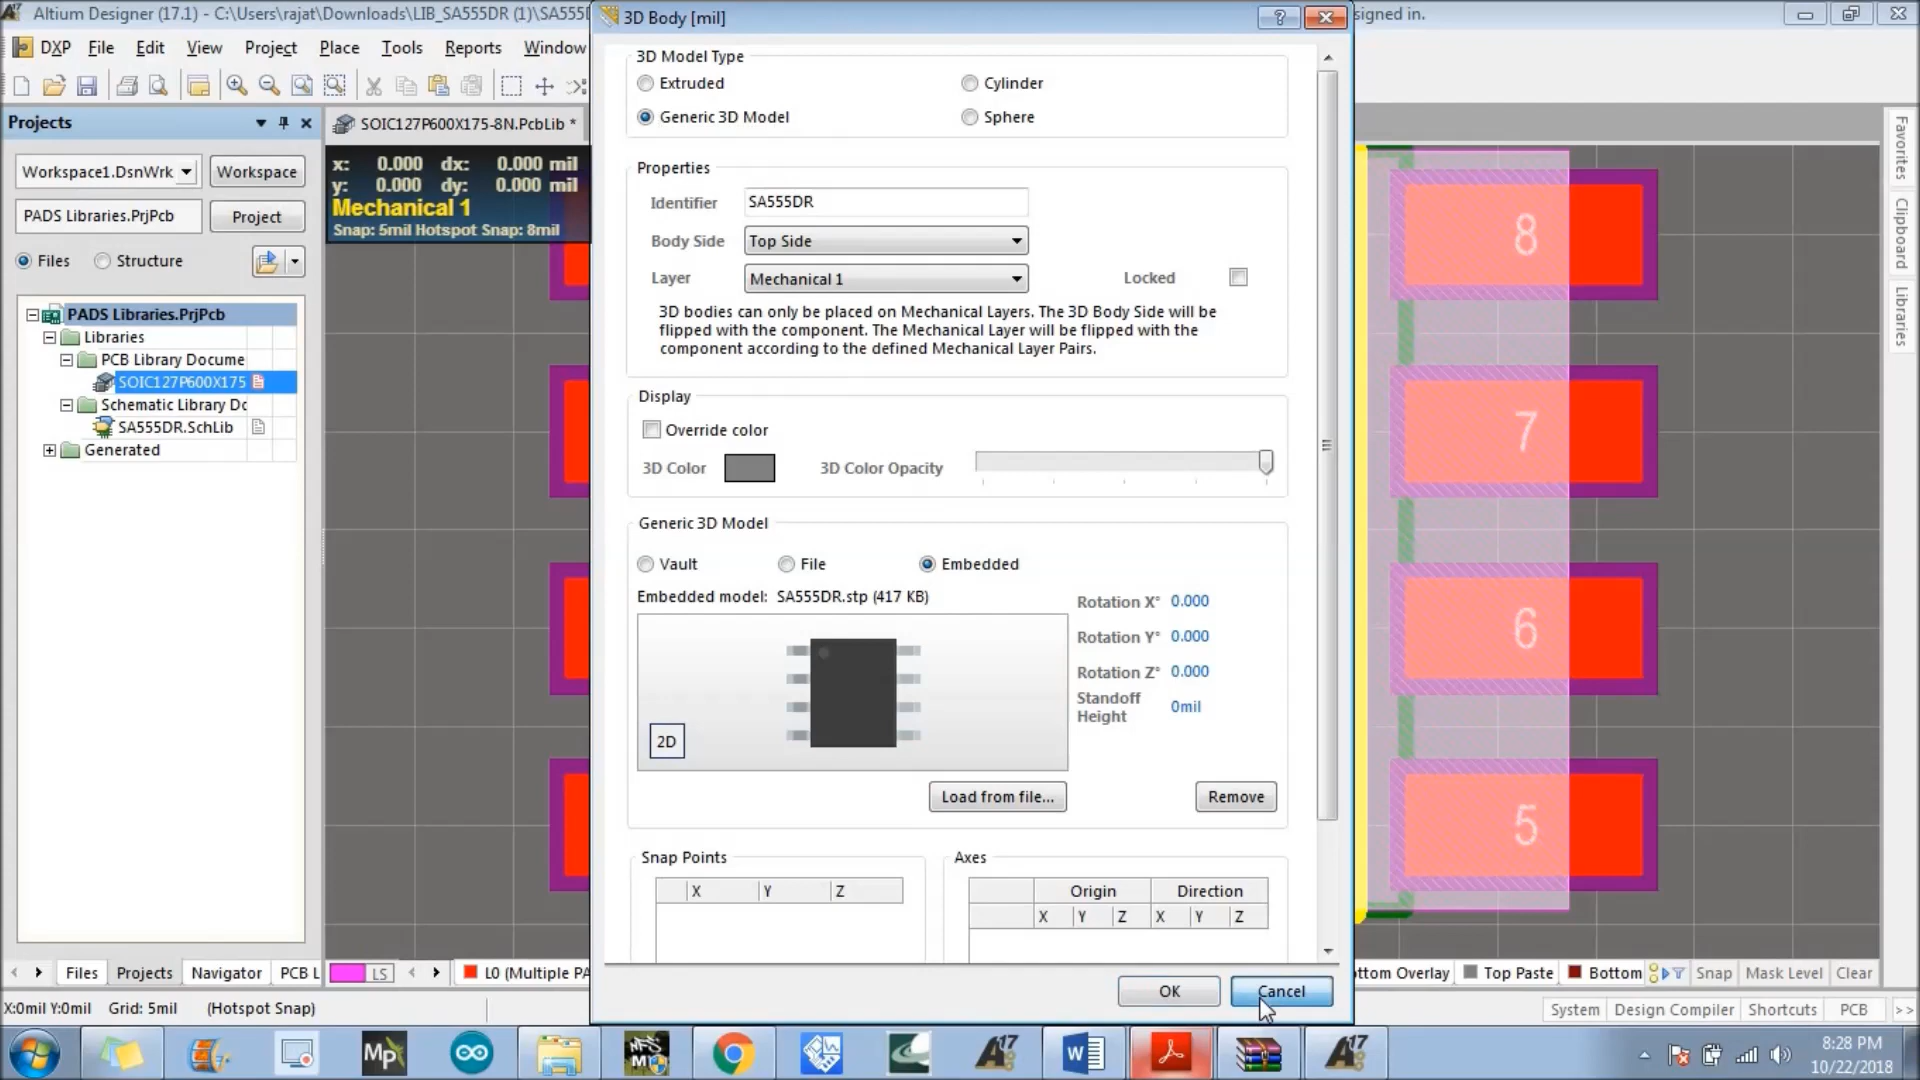 Altium Designer (17.1) - C:\Users\rajat\Downloads\LIB_SA555DR (1)\SA555
3D Body [mil]
signed in.
DXP File Edit View Project Place Tools Reports Window
Projects
SOIC127P600X175-8N.PcbLib *
Workspace1.DsnWrk Workspace
PADS Libraries.PrjPcb Project
Files Structure
PADS Libraries.PrjPcb
Libraries
PCB Library Docume
SOIC127P600X175
Schematic Library Dc
SA555DR.SchLib
Generated
x: 0.000 dx: 0.000 mil
y: 0.000 dy: 0.000 mil
Mechanical 1
Snap: 5mil Hotspot Snap: 8mil
3D Model Type
Extruded Cylinder
Generic 3D Model Sphere
Properties
Identifier SA555DR
Body Side Top Side
Layer Mechanical 1 Locked
3D bodies can only be placed on Mechanical Layers. The 3D Body Side will be
flipped with the component. The Mechanical Layer will be flipped with the
component according to the defined Mechanical Layer Pairs.
Display
Override color
3D Color 3D Color Opacity
Generic 3D Model
Vault File Embedded
Embedded model: SA555DR.stp (417 KB)
Rotation X° 0.000
Rotation Y° 0.000
Rotation Z° 0.000
Standoff
Height 0mil
2D
Load from file... Remove
Snap Points
X Y Z
Axes
Origin Direction
X Y Z X Y Z
OK Cancel
8
7
6
5
Favorites
Clipboard
Libraries
Files Projects Navigator PCB L
LS L0 (Multiple PA
ttom Overlay Top Paste Bottom Snap Mask Level Clear
X:0mil Y:0mil Grid: 5mil (Hotspot Snap)
System Design Compiler Shortcuts PCB >>
Mp
17
W
17
8:28 PM
10/22/2018